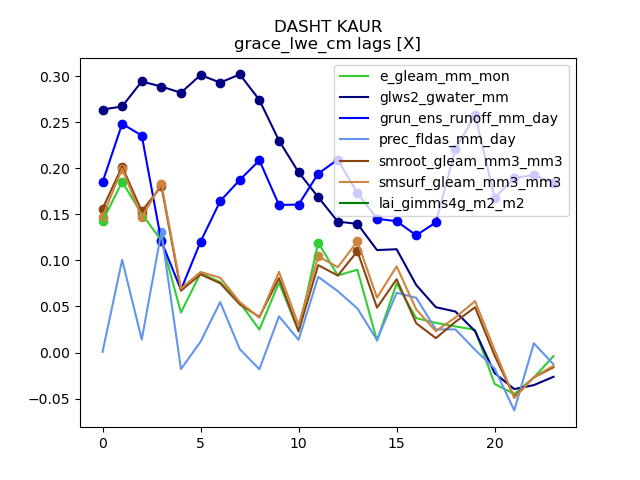 DASHT KAUR
grace_lwe_cm lags [X]
e_gleam_mm_mon
glws2_gwater_mm
grun_ens_runoff_mm_day
prec_fldas_mm_day
smroot_gleam_mm3_mm3
smsurf_gleam_mm3_mm3
lai_gimms4g_m2_m2
0.30
0.25
0.20
0.15
0.10
0.05
0.00
−0.05
0 5 10 15 20